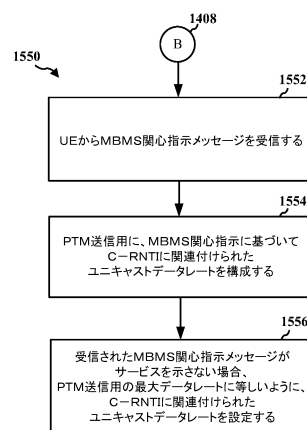 1408
B
1550
1552
UEからMBMS関心指示メッセージを受信する
1554
PTM送信用に、MBMS関心指示に基づいて
C-RNTIに関連付けられた
ユニキャストデータレートを構成する
1556
受信されたMBMS関心指示メッセージが
サービスを示さない場合、
PTM送信用の最大データレートに等しいように、
C-RNTIに関連付けられた
ユニキャストデータレートを設定する